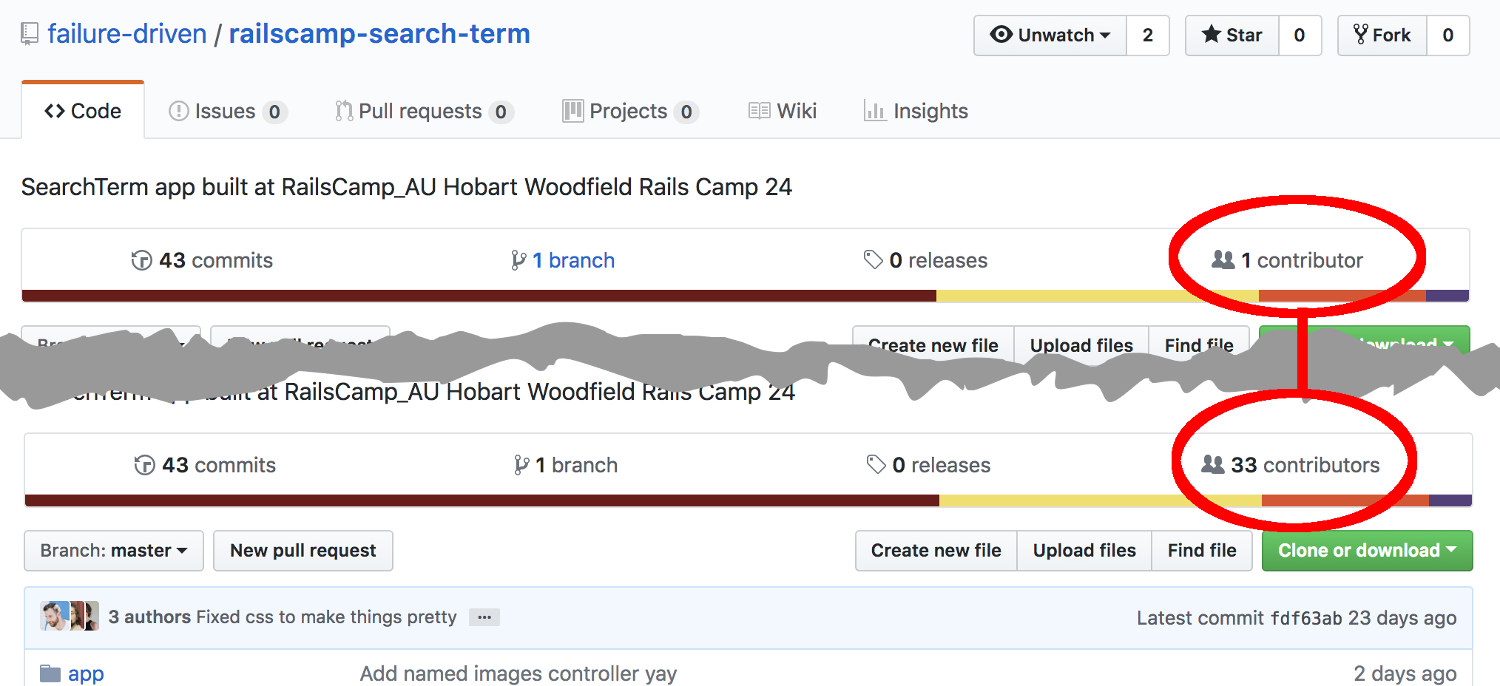 failure-driven / railscamp-search-term Unwatch 2 Star 0 Fork 0
Code Issues 0 Pull requests 0 Projects 0 Wiki Insights
SearchTerm app built at RailsCamp_AU Hobart Woodfield Rails Camp 24
43 commits 1 branch 0 releases 1 contributor
Create new file Upload files Find file download
built at RailsCamp_AU Hobart Woodfield Rails Camp 24
43 commits 1 branch 0 releases 33 contributors
Branch: master New pull request Create new file Upload files Find file Clone or download
3 authors Fixed css to make things pretty ... Latest commit fdf63ab 23 days ago
app Add named images controller yay 2 days ago